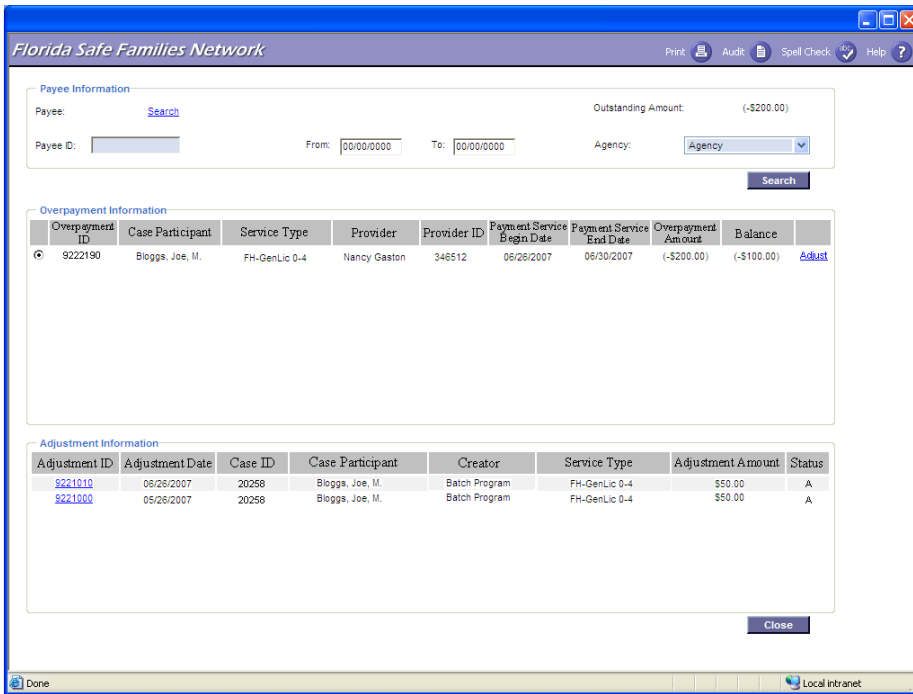 Florida Safe Families Network Print Audit Spell Check abc Help ?
Payee Information
Payee: Search Outstanding Amount: (-$200.00)
Payee ID: From: 00/00/0000 To: 00/00/0000 Agency: Agency
Search
Overpayment Information
Overpayment ID Case Participant Service Type Provider Provider ID Payment Service Begin Date Payment Service End Date Overpayment Amount Balance
9222190 Bloggs, Joe, M. FH-GenLic 0-4 Nancy Gaston 346512 06/26/2007 06/30/2007 (-$200.00) (-$100.00) Adjust
Adjustment Information
Adjustment ID Adjustment Date Case ID Case Participant Creator Service Type Adjustment Amount Status
9221010 06/26/2007 20258 Bloggs, Joe, M. Batch Program FH-GenLic 0-4 $50.00 A
9221000 05/26/2007 20258 Bloggs, Joe, M. Batch Program FH-GenLic 0-4 $50.00 A
Close
Done Local intranet